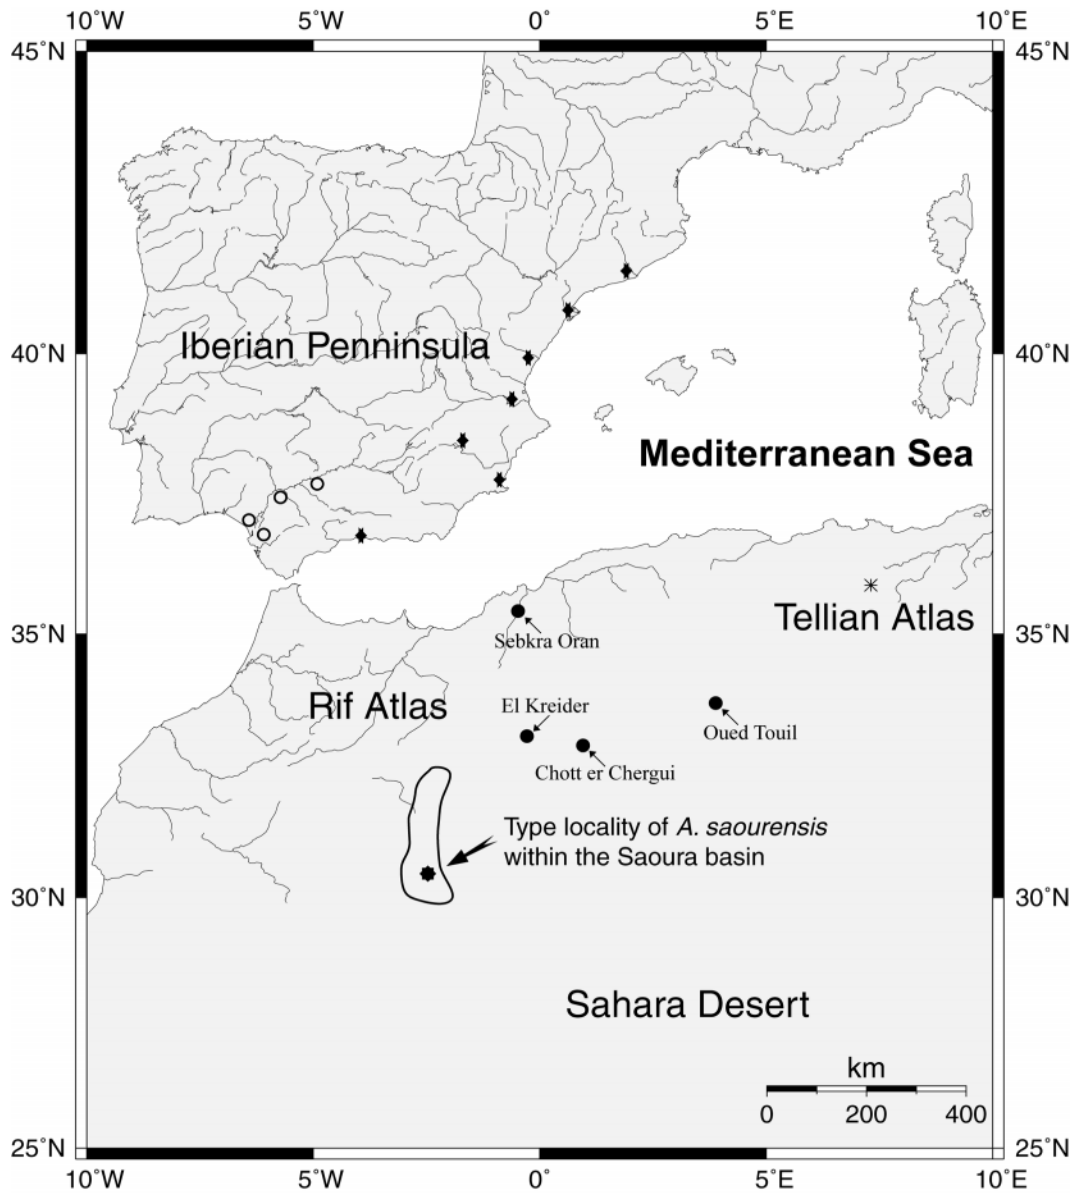 10˚W 5˚W 0˚ 5˚E 10˚E
45˚N 45˚N
Iberian Penninsula
40˚N 40˚N
Mediterranean Sea
Tellian Atlas
35˚N 35˚N
Sebkra Oran
Rif Atlas
El Kreider
Oued Touil
Chott er Chergui
Type locality of A. saourensis
within the Saoura basin
30˚N 30˚N
Sahara Desert
km
0 200 400
25˚N 25˚N
10˚W 5˚W 0˚ 5˚E 10˚E